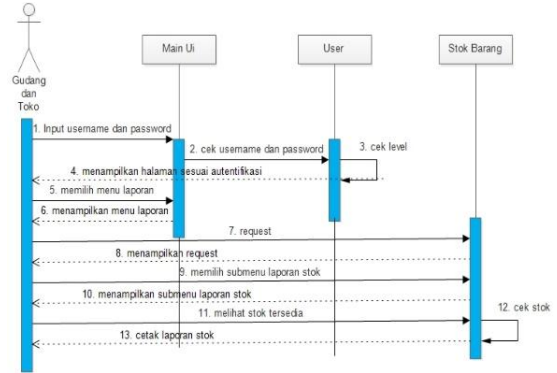 Main Ui
User
Stok Barang
Gudang
dan
Toko
1. Input username dan password
2. cek username dan password
3. cek level
4. menampilkan halaman sesuai autentifikasi
5. memilih menu laporan
6. menampilkan menu laporan
7. request
8. menampilkan request
9. memilih submenu laporan stok
10. menampilkan submenu laporan stok
11. melihat stok tersedia
12. cek stok
13. cetak laporan stok